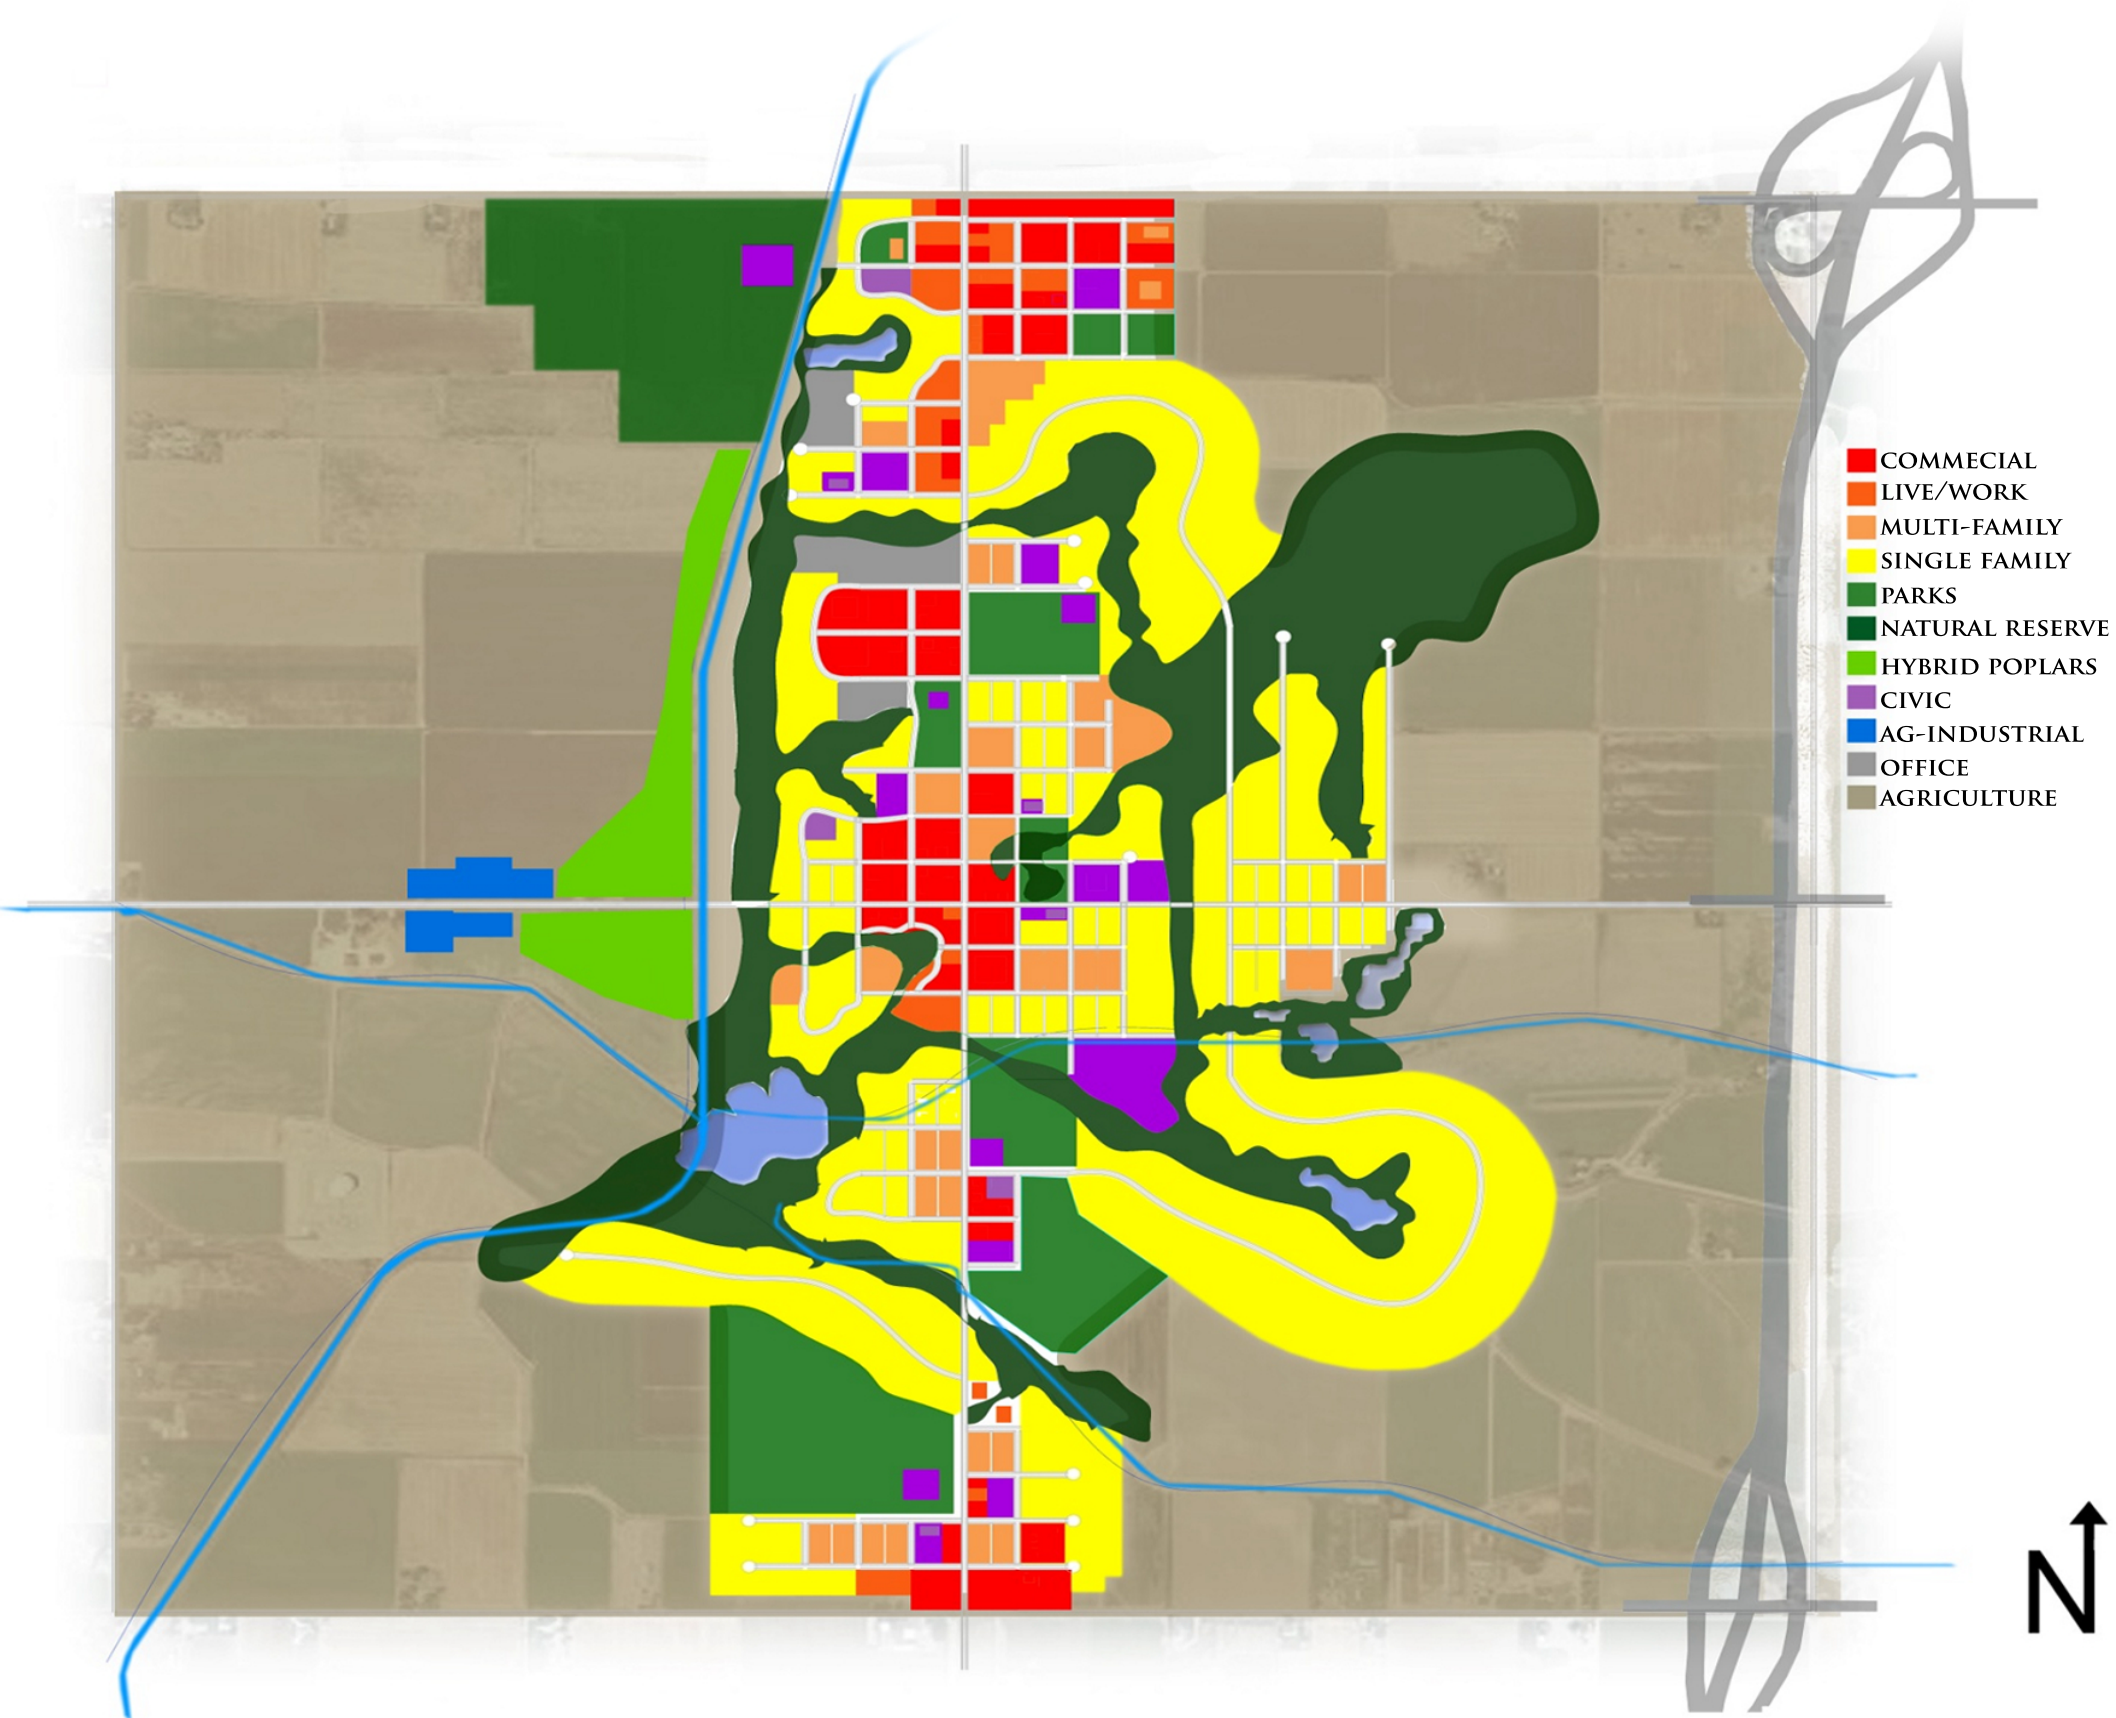 COMMECIAL
LIVE/WORK
MULTI-FAMILY
SINGLE FAMILY
PARKS
NATURAL RESERVE
HYBRID POPLARS
CIVIC
AG-INDUSTRIAL
OFFICE
AGRICULTURE
N